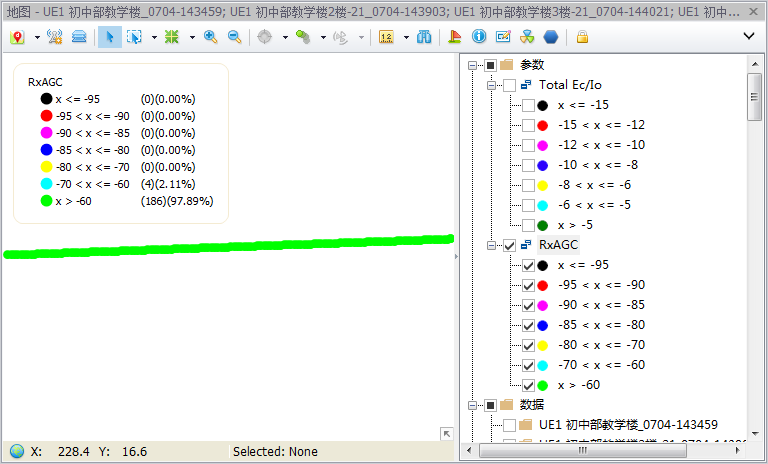 地图 - UE1 初中部教学楼_0704-143459; UE1 初中部教学楼2楼-21_0704-143903; UE1 初中部教学楼3楼-21_0704-144021; UE1 初中...
1.2
RxAGC
x <= -95 (0)(0.00%)
-95 < x <= -90 (0)(0.00%)
-90 < x <= -85 (0)(0.00%)
-85 < x <= -80 (0)(0.00%)
-80 < x <= -70 (0)(0.00%)
-70 < x <= -60 (4)(2.11%)
x > -60 (186)(97.89%)
参数
Total Ec/Io
x <= -15
-15 < x <= -12
-12 < x <= -10
-10 < x <= -8
-8 < x <= -6
-6 < x <= -5
x > -5
RxAGC
x <= -95
-95 < x <= -90
-90 < x <= -85
-85 < x <= -80
-80 < x <= -70
-70 < x <= -60
x > -60
数据
UE1 初中部教学楼_0704-143459
X: 228.4 Y: 16.6 Selected: None